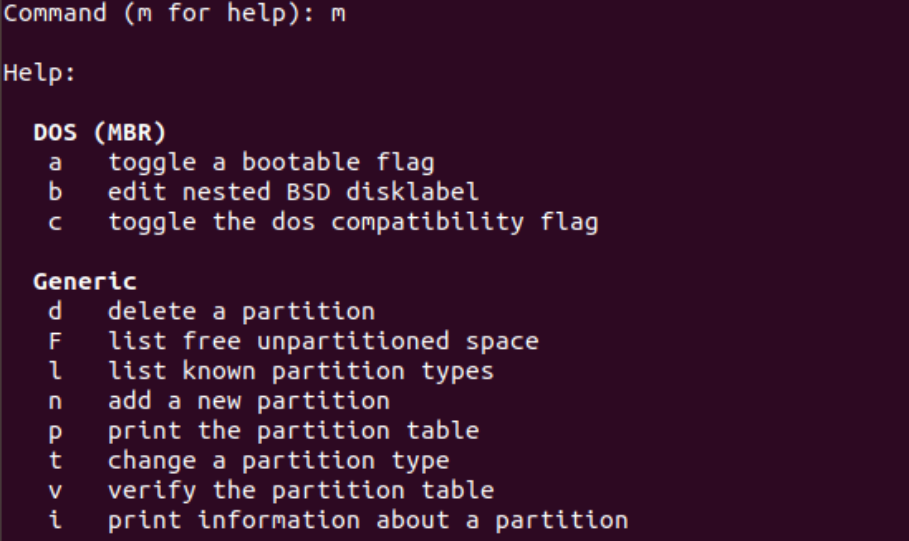 Command (m for help): m
Help:
DOS (MBR)
a toggle a bootable flag
b edit nested BSD disklabel
c toggle the dos compatibility flag
Generic
d delete a partition
F list free unpartitioned space
l list known partition types
n add a new partition
p print the partition table
t change a partition type
v verify the partition table
i print information about a partition